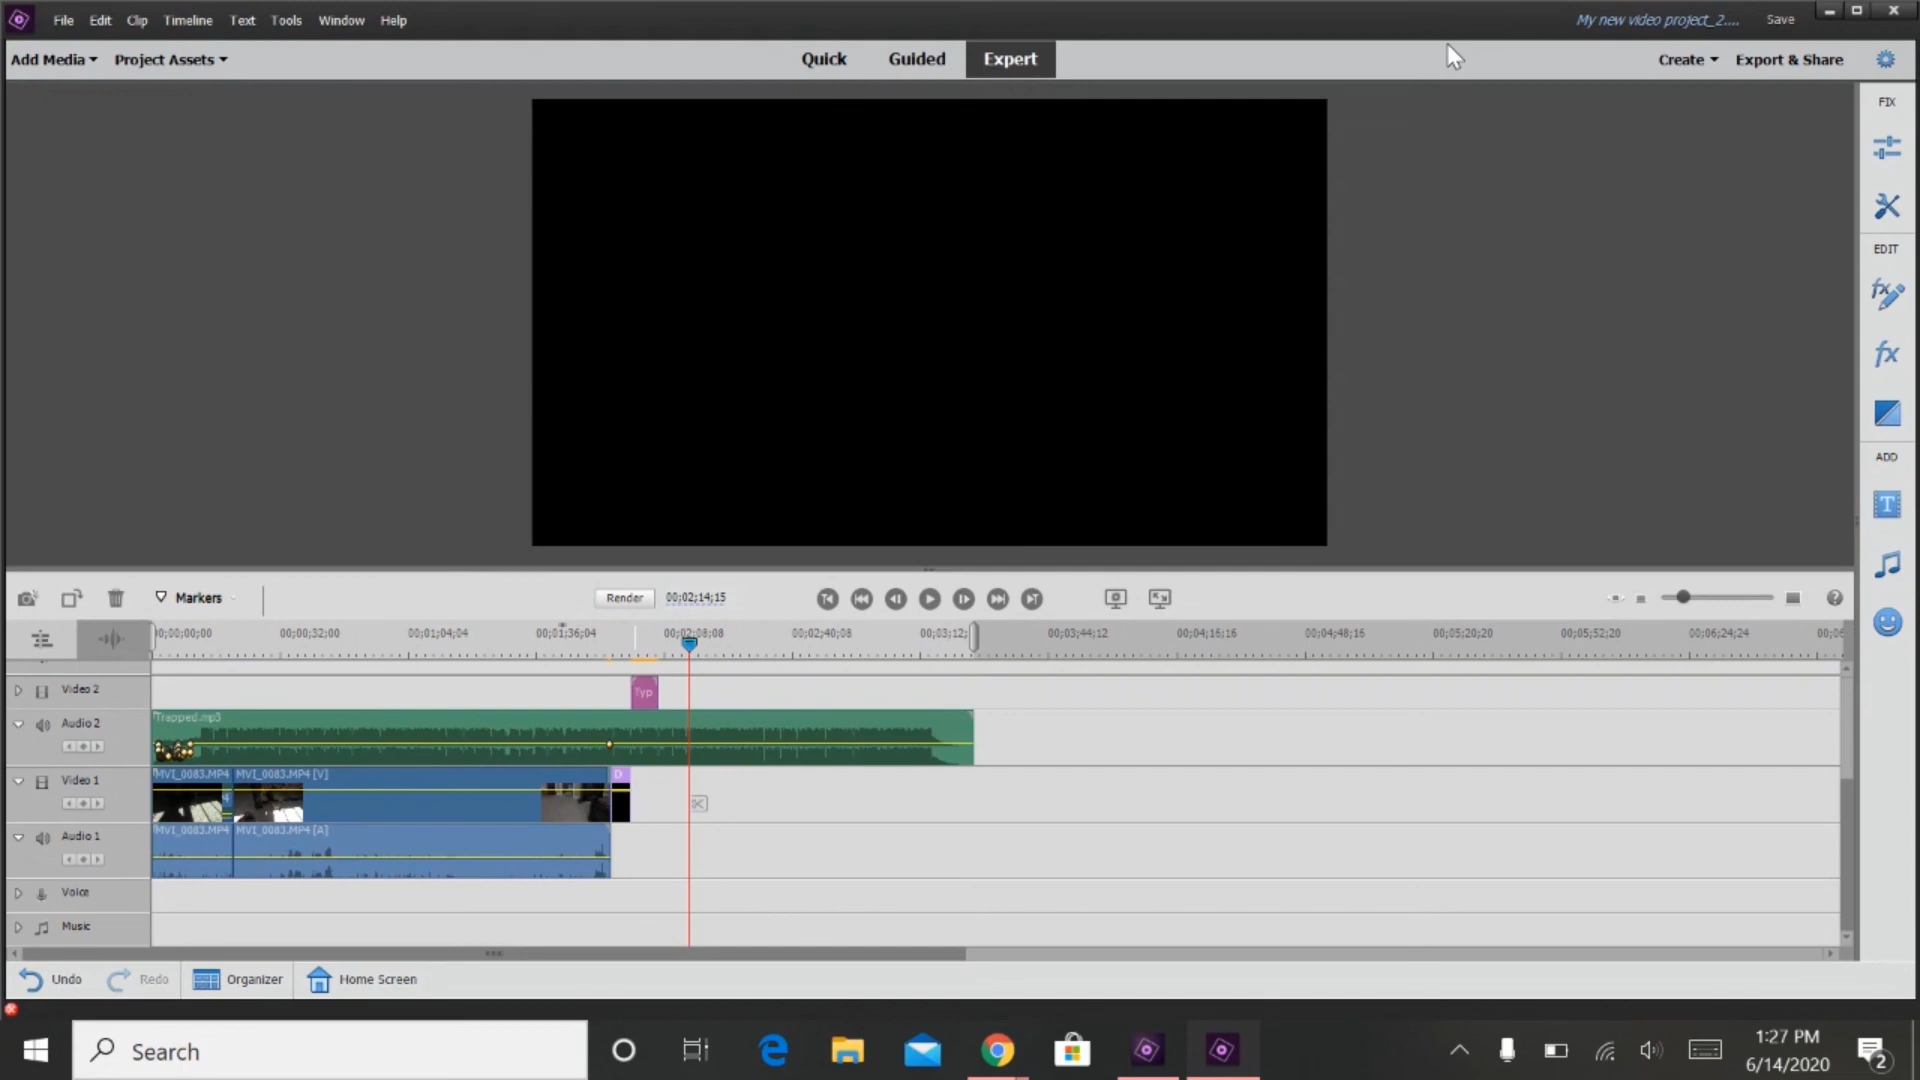 File Edit Clip Timeline Text Tools Window Help
My new video project_2.... Save
Add Media Project Assets Quick Guided Expert Create Export & Share
FIX
EDIT
fx
fx
ADD
T
Markers Render 00;02;14;15
00;00;32;00 00;01;04;04 00;01;36;04 00;02;08;08 00;02;40;08 00;03;12; 00;03;44;12 00;04;16;16 00;04;48;16 00;05;20;20 00;05;52;20 00;06;24;24
Video 2 Typ
Audio 2 Trapped.mp3
Video 1 MVI_0083.MP4 MVI_0083.MP4 [V] D
Audio 1 MVI_0083.MP4 MVI_0083.MP4 [A]
Voice
Music
Undo Redo Organizer Home Screen
Search
1:27 PM
6/14/2020
2